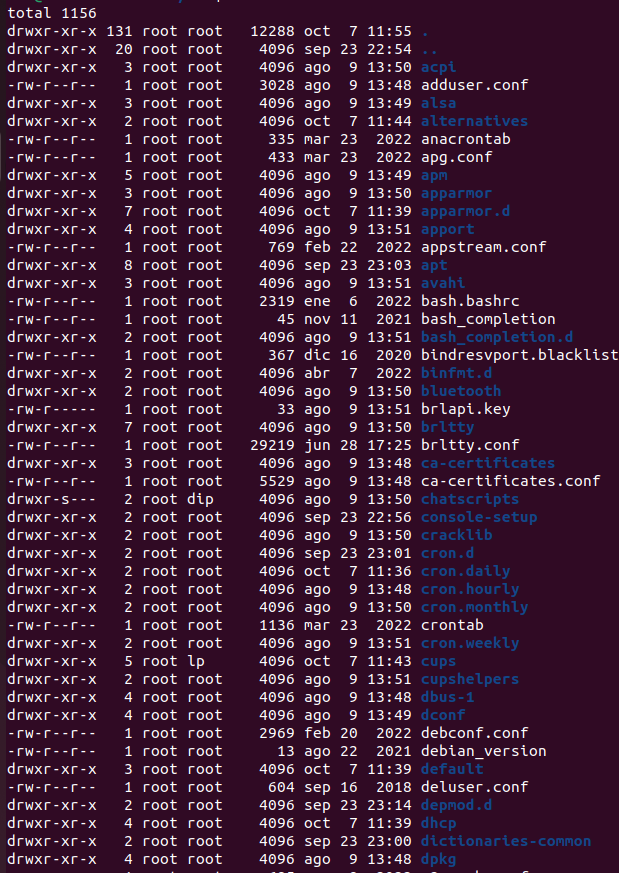 total 1156
drwxr-xr-x 131 root root   12288 oct  7 11:55 .
drwxr-xr-x  20 root root    4096 sep 23 22:54 ..
drwxr-xr-x   3 root root    4096 ago  9 13:50 acpi
-rw-r--r--   1 root root    3028 ago  9 13:48 adduser.conf
drwxr-xr-x   3 root root    4096 ago  9 13:49 alsa
drwxr-xr-x   2 root root    4096 oct  7 11:44 alternatives
-rw-r--r--   1 root root     335 mar 23  2022 anacrontab
-rw-r--r--   1 root root     433 mar 23  2022 apg.conf
drwxr-xr-x   5 root root    4096 ago  9 13:49 apm
drwxr-xr-x   3 root root    4096 ago  9 13:50 apparmor
drwxr-xr-x   7 root root    4096 oct  7 11:39 apparmor.d
drwxr-xr-x   4 root root    4096 ago  9 13:51 apport
-rw-r--r--   1 root root     769 feb 22  2022 appstream.conf
drwxr-xr-x   8 root root    4096 sep 23 23:03 apt
drwxr-xr-x   3 root root    4096 ago  9 13:51 avahi
-rw-r--r--   1 root root    2319 ene  6  2022 bash.bashrc
-rw-r--r--   1 root root      45 nov 11  2021 bash_completion
drwxr-xr-x   2 root root    4096 ago  9 13:51 bash_completion.d
-rw-r--r--   1 root root     367 dic 16  2020 bindresvport.blacklist
drwxr-xr-x   2 root root    4096 abr  7  2022 binfmt.d
drwxr-xr-x   2 root root    4096 ago  9 13:50 bluetooth
-rw-r-----   1 root root      33 ago  9 13:51 brlapi.key
drwxr-xr-x   7 root root    4096 ago  9 13:50 brltty
-rw-r--r--   1 root root   29219 jun 28 17:25 brltty.conf
drwxr-xr-x   3 root root    4096 ago  9 13:48 ca-certificates
-rw-r--r--   1 root root    5529 ago  9 13:48 ca-certificates.conf
drwxr-s---   2 root dip     4096 ago  9 13:50 chatscripts
drwxr-xr-x   2 root root    4096 sep 23 22:56 console-setup
drwxr-xr-x   2 root root    4096 ago  9 13:50 cracklib
drwxr-xr-x   2 root root    4096 sep 23 23:01 cron.d
drwxr-xr-x   2 root root    4096 oct  7 11:36 cron.daily
drwxr-xr-x   2 root root    4096 ago  9 13:48 cron.hourly
drwxr-xr-x   2 root root    4096 ago  9 13:50 cron.monthly
-rw-r--r--   1 root root    1136 mar 23  2022 crontab
drwxr-xr-x   2 root root    4096 ago  9 13:51 cron.weekly
drwxr-xr-x   5 root lp      4096 oct  7 11:43 cups
drwxr-xr-x   2 root root    4096 ago  9 13:51 cupshelpers
drwxr-xr-x   4 root root    4096 ago  9 13:48 dbus-1
drwxr-xr-x   4 root root    4096 ago  9 13:49 dconf
-rw-r--r--   1 root root    2969 feb 20  2022 debconf.conf
-rw-r--r--   1 root root      13 ago 22  2021 debian_version
drwxr-xr-x   3 root root    4096 oct  7 11:39 default
-rw-r--r--   1 root root     604 sep 16  2018 deluser.conf
drwxr-xr-x   2 root root    4096 sep 23 23:14 depmod.d
drwxr-xr-x   4 root root    4096 oct  7 11:39 dhcp
drwxr-xr-x   2 root root    4096 sep 23 23:00 dictionaries-common
drwxr-xr-x   4 root root    4096 ago  9 13:48 dpkg